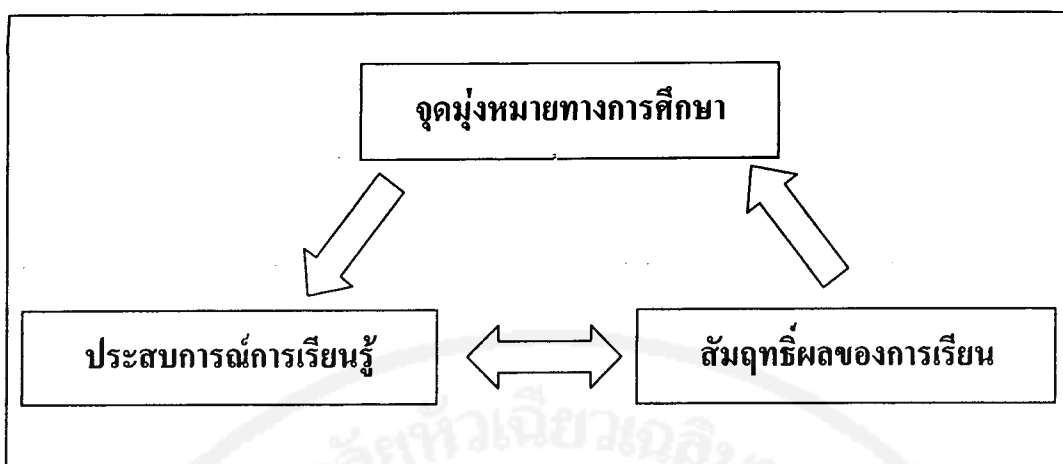 จุดมุ่งหมายทางการศึกษา
ประสบการณ์การเรียนรู้
สัมฤทธิ์ผลของการเรียน